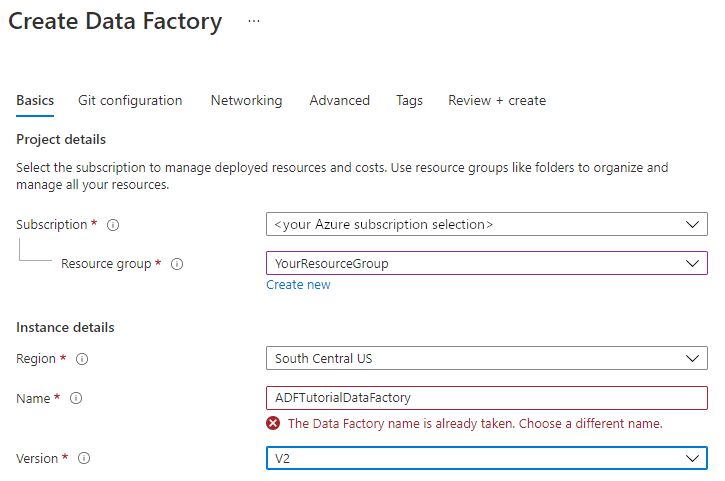 Create Data Factory ...
Basics Git configuration Networking Advanced Tags Review + create
Project details
Select the subscription to manage deployed resources and costs. Use resource groups like folders to organize and
manage all your resources.
Subscription * <your Azure subscription selection>
Resource group * YourResourceGroup
Create new
Instance details
Region * South Central US
Name * ADFTutorialDataFactory
The Data Factory name is already taken. Choose a different name.
Version * V2